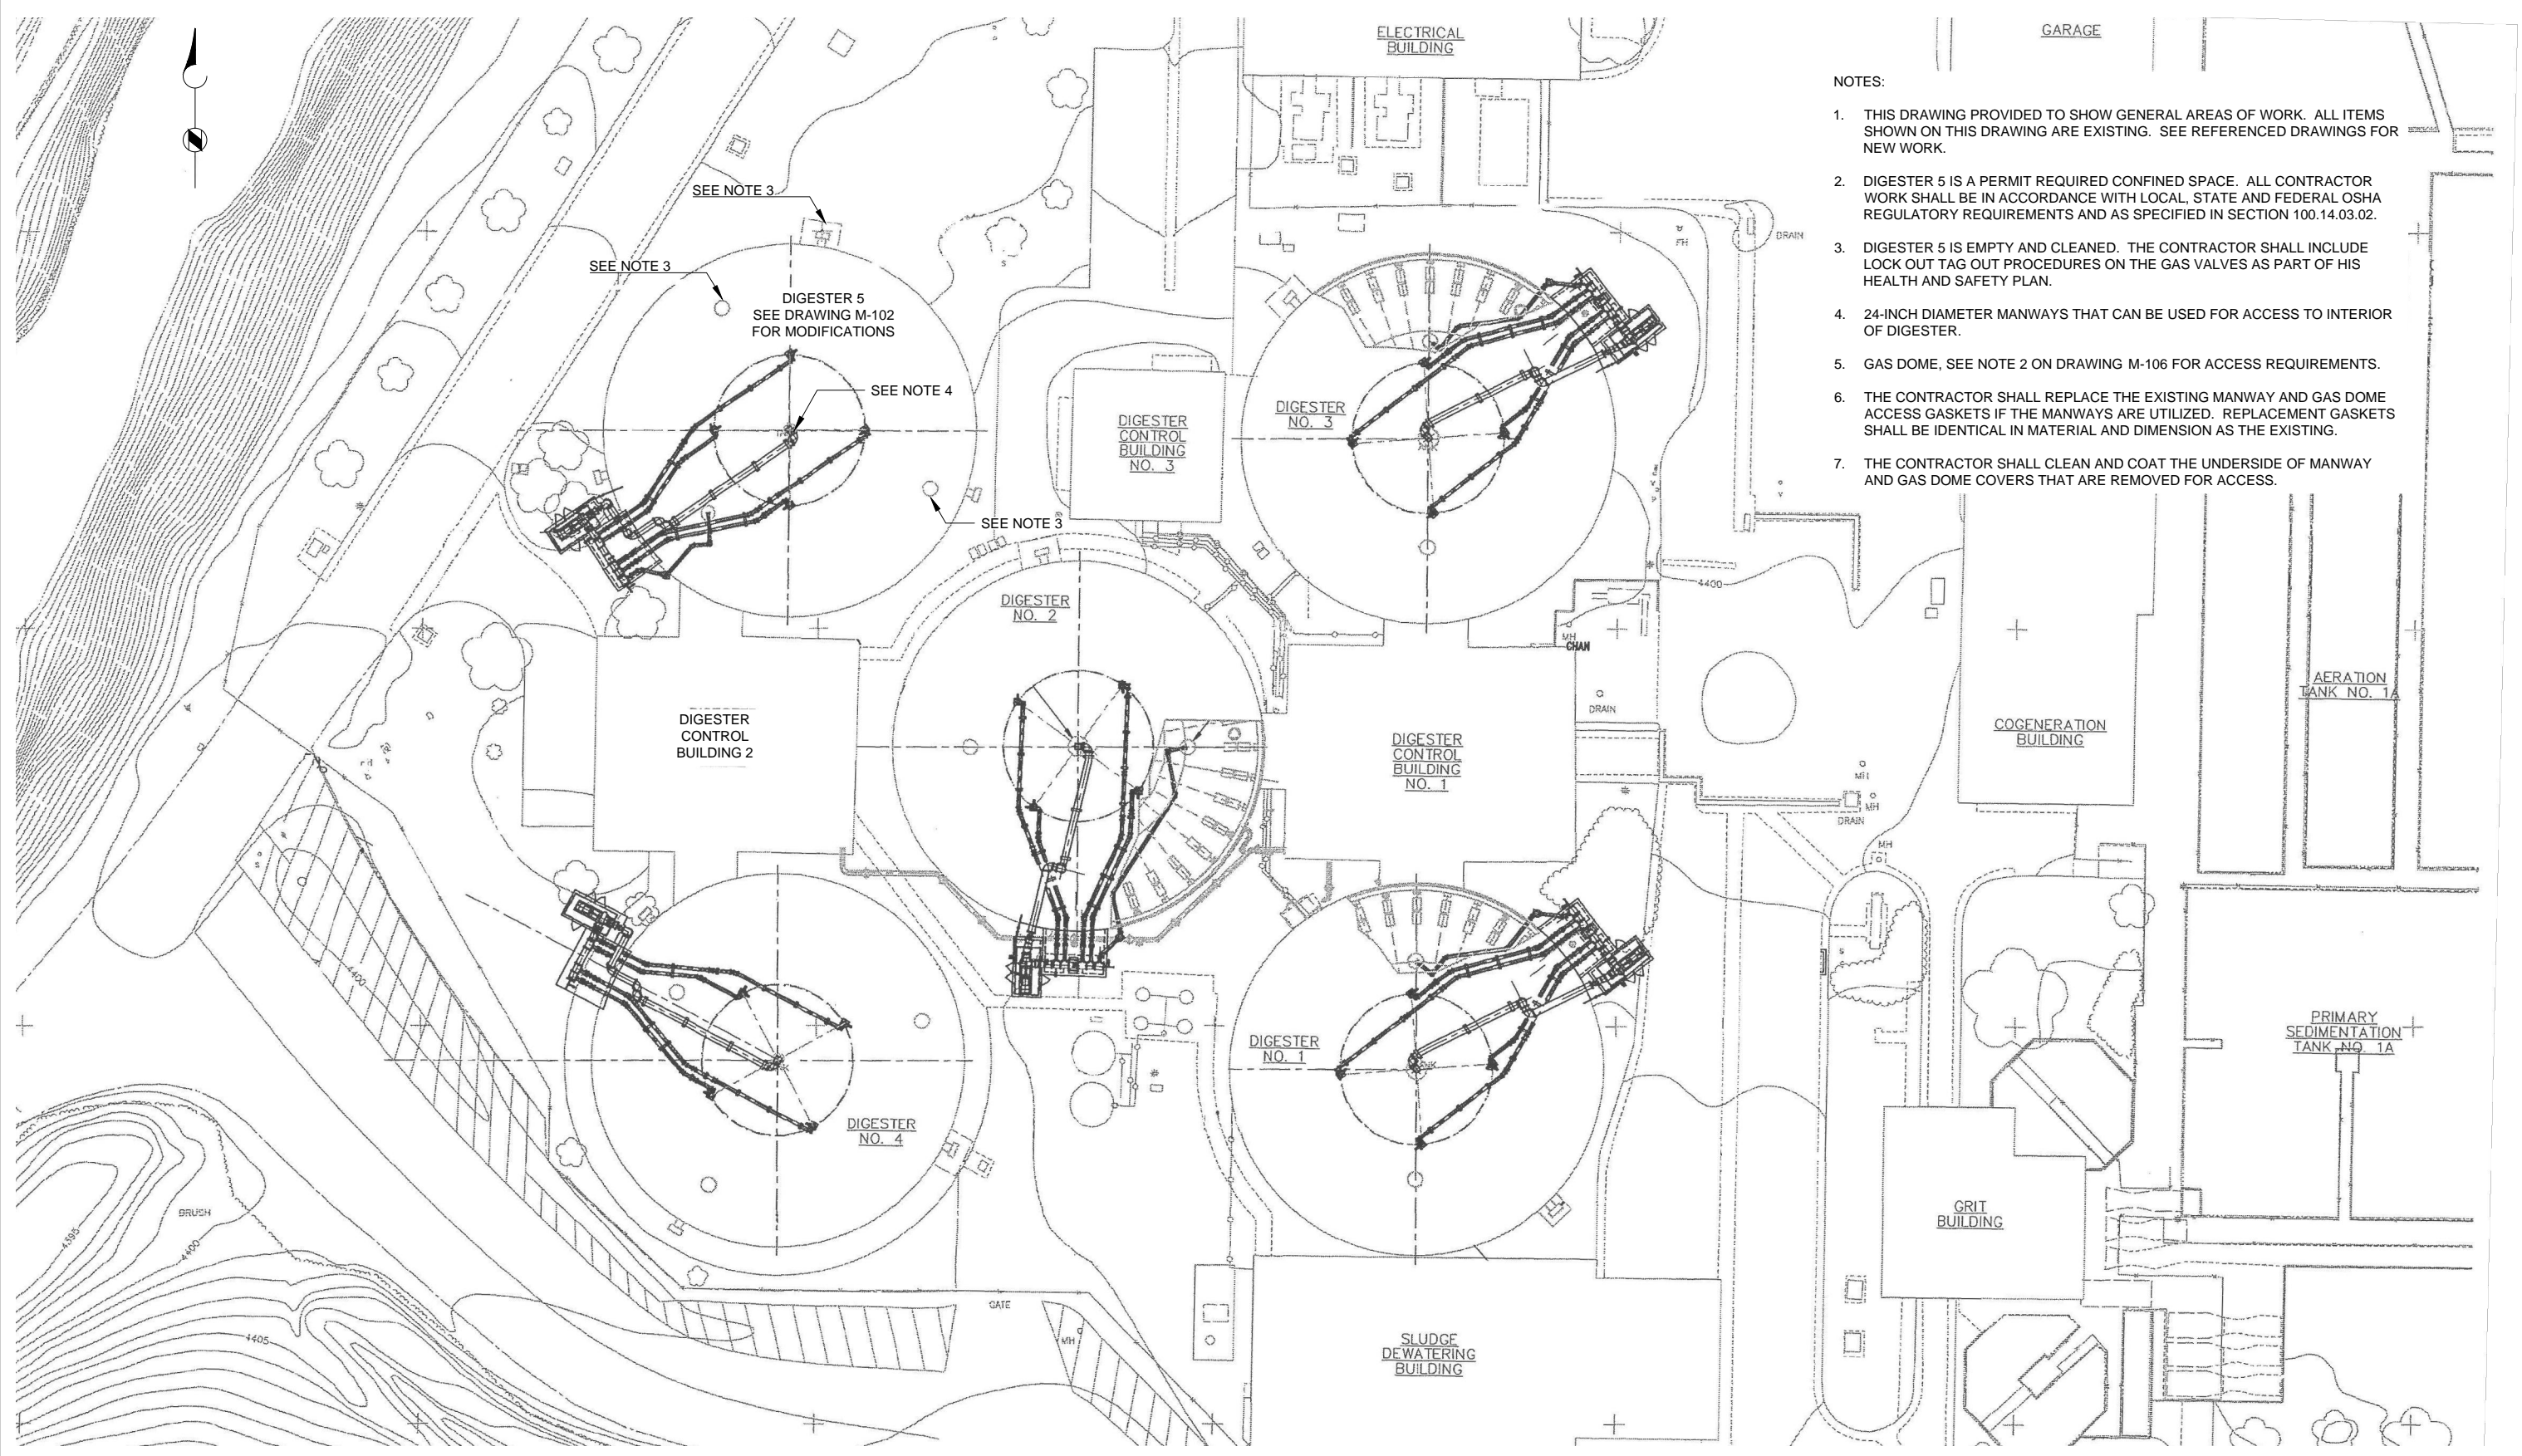 ELECTRICAL
BUILDING
GARAGE
NOTES:
1. THIS DRAWING PROVIDED TO SHOW GENERAL AREAS OF WORK. ALL ITEMS
SHOWN ON THIS DRAWING ARE EXISTING. SEE REFERENCED DRAWINGS FOR
NEW WORK.
2. DIGESTER 5 IS A PERMIT REQUIRED CONFINED SPACE. ALL CONTRACTOR
WORK SHALL BE IN ACCORDANCE WITH LOCAL, STATE AND FEDERAL OSHA
REGULATORY REQUIREMENTS AND AS SPECIFIED IN SECTION 100.14.03.02.
3. DIGESTER 5 IS EMPTY AND CLEANED. THE CONTRACTOR SHALL INCLUDE
LOCK OUT TAG OUT PROCEDURES ON THE GAS VALVES AS PART OF HIS
HEALTH AND SAFETY PLAN.
4. 24-INCH DIAMETER MANWAYS THAT CAN BE USED FOR ACCESS TO INTERIOR
OF DIGESTER.
5. GAS DOME, SEE NOTE 2 ON DRAWING M-106 FOR ACCESS REQUIREMENTS.
6. THE CONTRACTOR SHALL REPLACE THE EXISTING MANWAY AND GAS DOME
ACCESS GASKETS IF THE MANWAYS ARE UTILIZED. REPLACEMENT GASKETS
SHALL BE IDENTICAL IN MATERIAL AND DIMENSION AS THE EXISTING.
7. THE CONTRACTOR SHALL CLEAN AND COAT THE UNDERSIDE OF MANWAY
AND GAS DOME COVERS THAT ARE REMOVED FOR ACCESS.
SEE NOTE 3
SEE NOTE 3
DIGESTER 5
SEE DRAWING M-102
FOR MODIFICATIONS
SEE NOTE 4
SEE NOTE 3
FH
DRAIN
DIGESTER
CONTROL
BUILDING
NO. 3
DIGESTER
NO. 3
4400
DIGESTER
NO. 2
MH
CHAN
DRAIN
DIGESTER
CONTROL
BUILDING 2
DIGESTER
CONTROL
BUILDING
NO. 1
COGENERATION
BUILDING
AERATION
TANK NO. 1A
MH
MH
DRAIN
MH
FH
S
4400
S
DIGESTER
NO. 1
PRIMARY
SEDIMENTATION
TANK NO. 1A
DIGESTER
NO. 4
BRUSH
4395
4400
GRIT
BUILDING
GATE
MH
4405
SLUDGE
DEWATERING
BUILDING